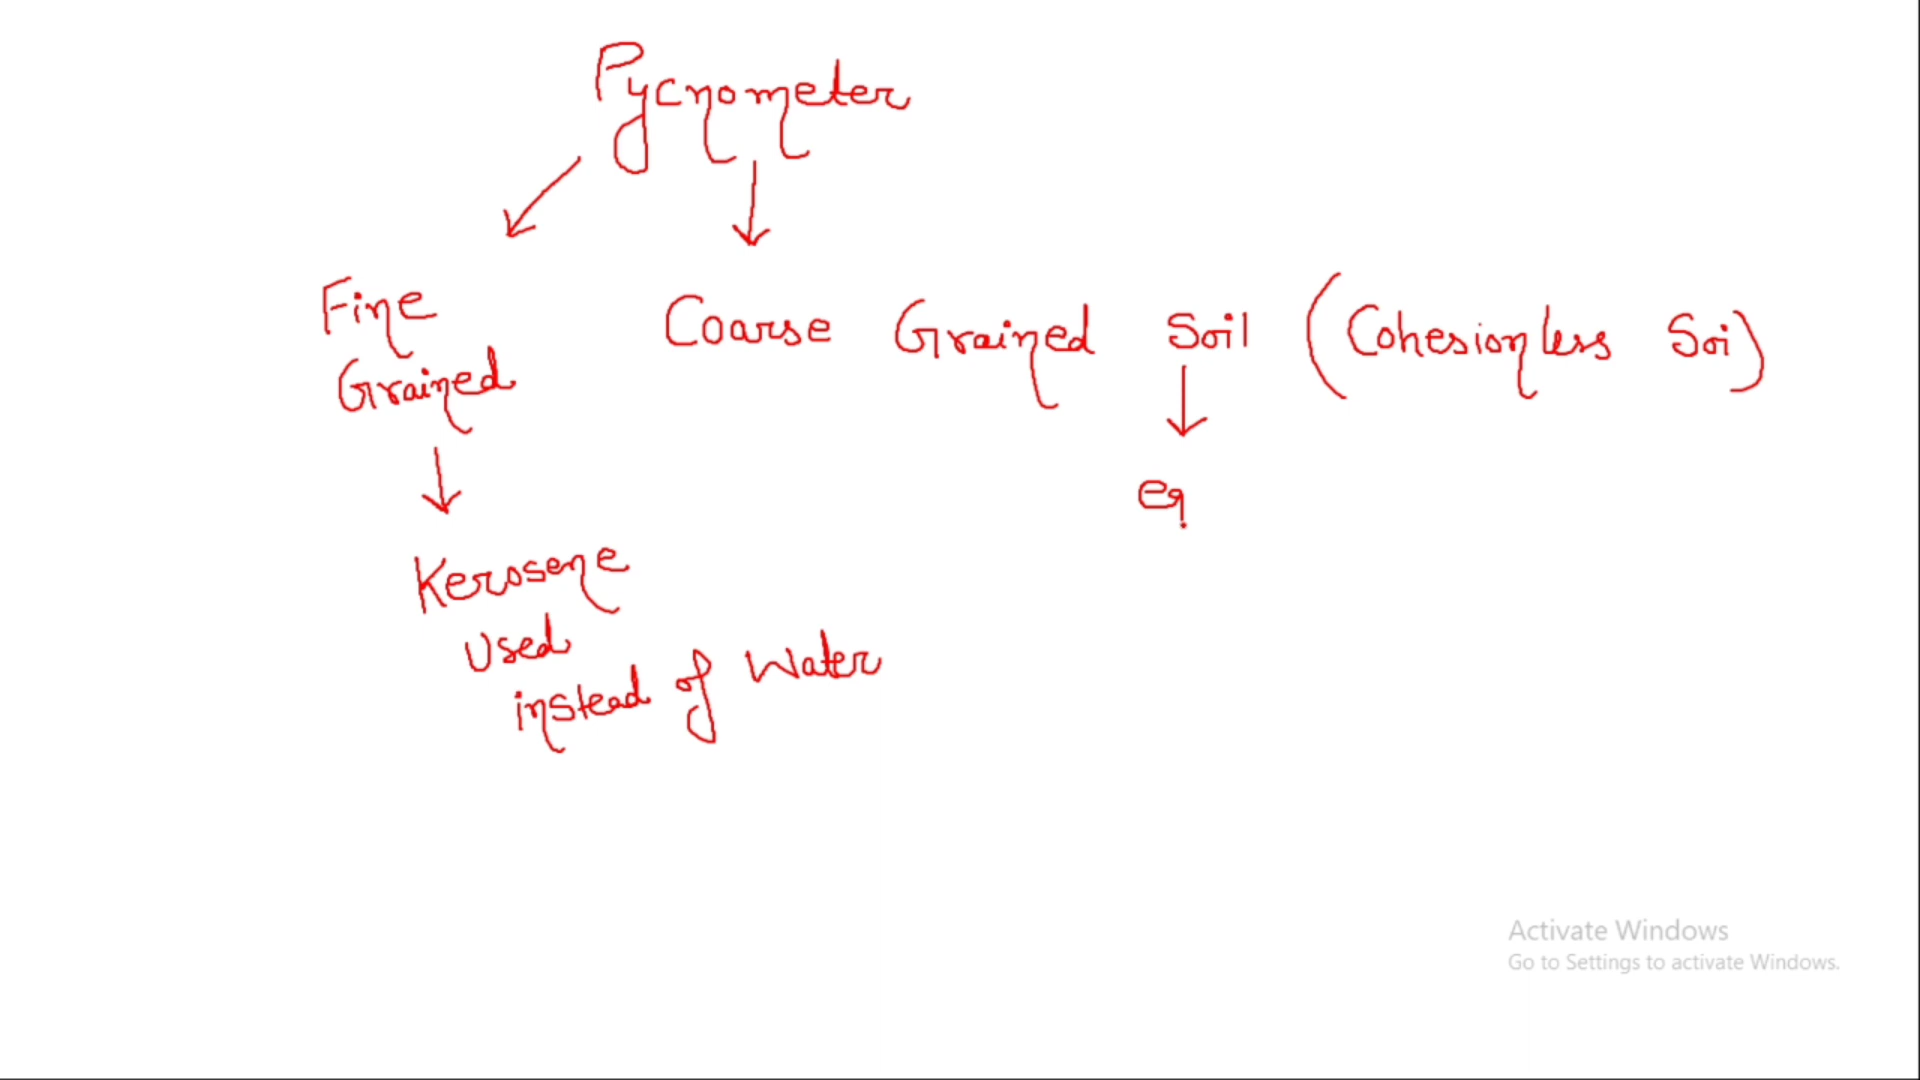 Pycnometer
Fine
Grained
Coarse Grained Soil (Cohesionless Soi)
eg
Kerosene
Used
instead of Water
Activate Windows
Go to Settings to activate Windows.